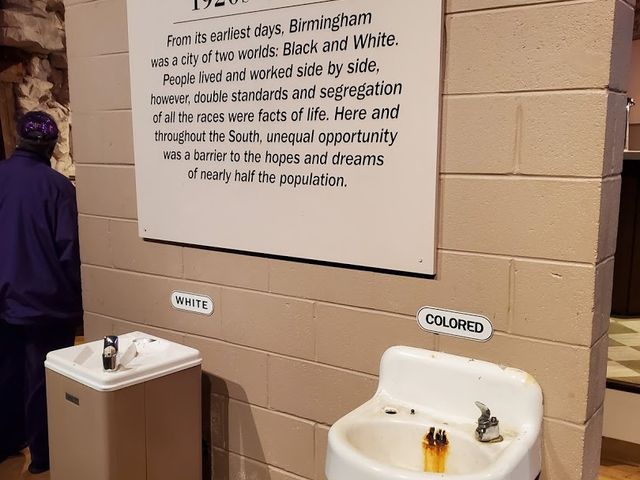 1920s
From its earliest days, Birmingham
was a city of two worlds: Black and White.
People lived and worked side by side,
however, double standards and segregation
of all the races were facts of life. Here and
throughout the South, unequal opportunity
was a barrier to the hopes and dreams
of nearly half the population.
WHITE
COLORED